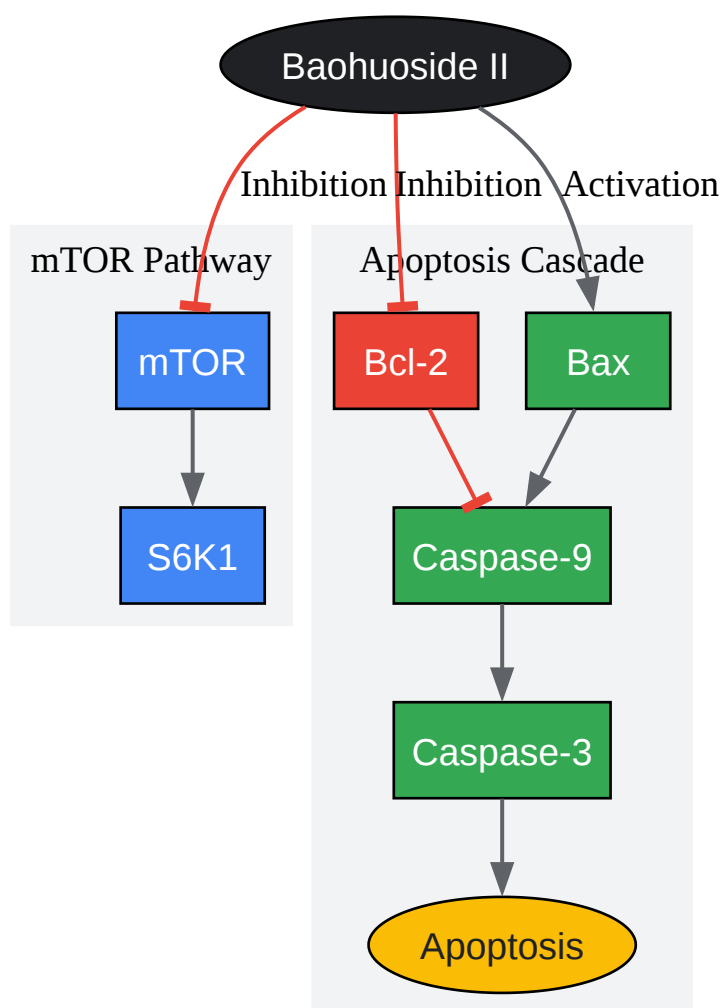 Baohuoside II
Inhibition
Inhibition
Activation
mTOR Pathway
Apoptosis Cascade
mTOR
Bcl-2
Bax
S6K1
Caspase-9
Caspase-3
Apoptosis